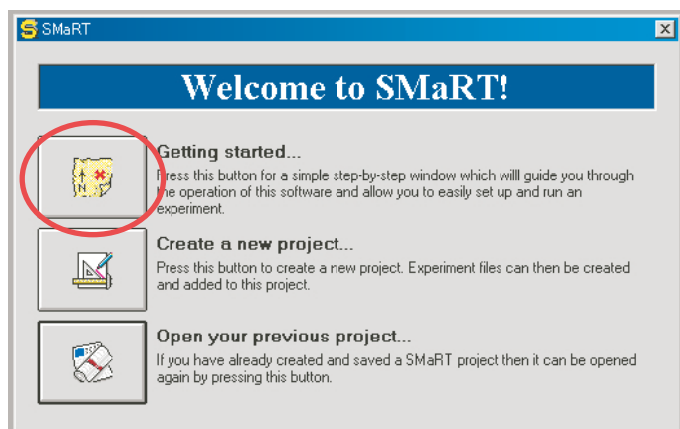 SMaRT
Welcome to SMaRT!
Getting started...
Press this button for a simple step-by-step window which willl guide you through
the operation of this software and allow you to easily set up and run an
experiment.
Create a new project...
Press this button to create a new project. Experiment files can then be created
and added to this project.
Open your previous project...
If you have already created and saved a SMaRT project then it can be opened
again by pressing this button.